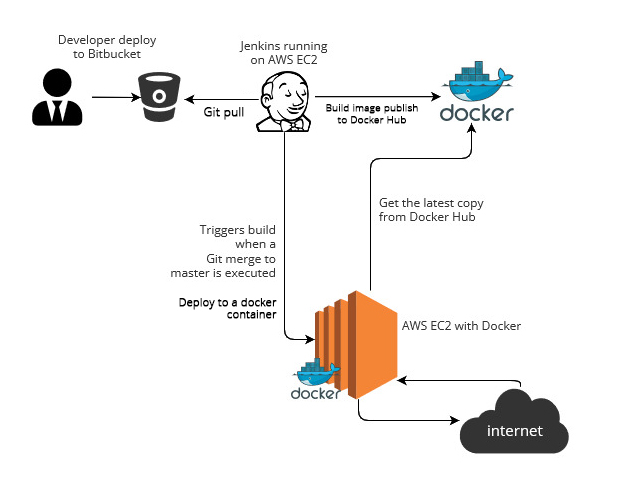 Developer deploy
to Bitbucket
Jenkins running
on AWS EC2
Git pull
Build image publish
to Docker Hub
docker
Get the latest copy
from Docker Hub
Triggers build
when a
Git merge to
master is executed
Deploy to a docker
container
AWS EC2 with Docker
docker
internet